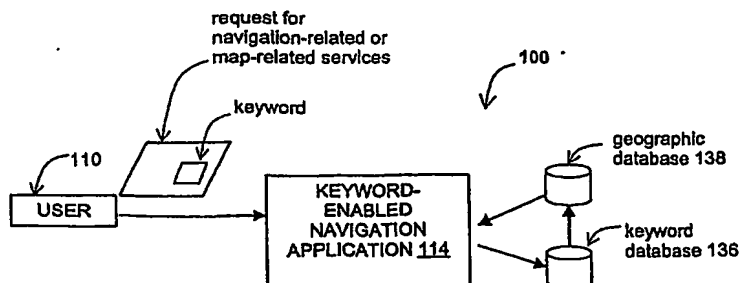 request for
navigation-related or
map-related services
100
keyword
geographic
database 138
110
KEYWORD-
ENABLED
NAVIGATION
APPLICATION 114
USER
keyword
database 136